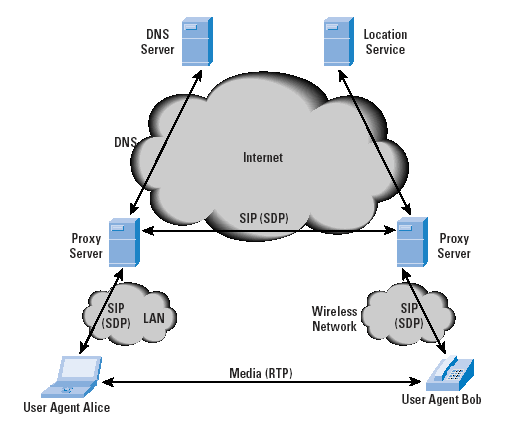 DNS
Server
Location
Service
DNS
Internet
SIP (SDP)
Proxy
Server
Proxy
Server
SIP
(SDP)
LAN
Wireless
Network
SIP
(SDP)
Media (RTP)
User Agent Alice
User Agent Bob